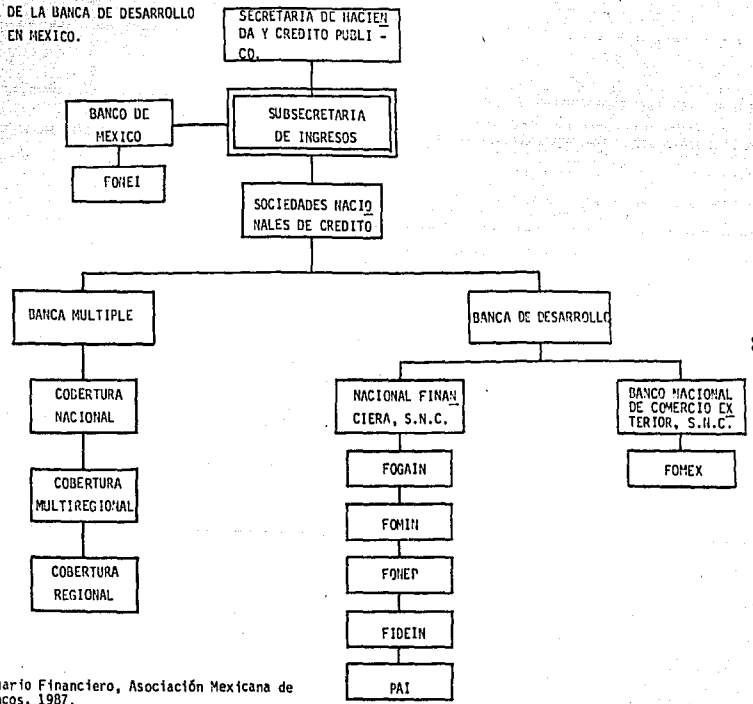 DE LA BANCA DE DESARROLLO
EN MEXICO.
SECRETARIA DE HACIEN
DA Y CREDITO PUBLI -
CO.
BANCO DE
MEXICO
SUBSECRETARIA
DE INGRESOS
FONEI
SOCIEDADES NACIO
NALES DE CREDITO
BANCA MULTIPLE
BANCA DE DESARROLLO
COBERTURA
NACIONAL
NACIONAL FINAN
CIERA, S.N.C.
BANCO NACIONAL
DE COMERCIO EX
TERIOR, S.N.C.
COBERTURA
MULTIREGIONAL
FOGAIN
FOMEX
FOMIN
COBERTURA
REGIONAL
FONEP
FIDEIN
PAI
ario Financiero, Asociación Mexicana de
ncos, 1987.